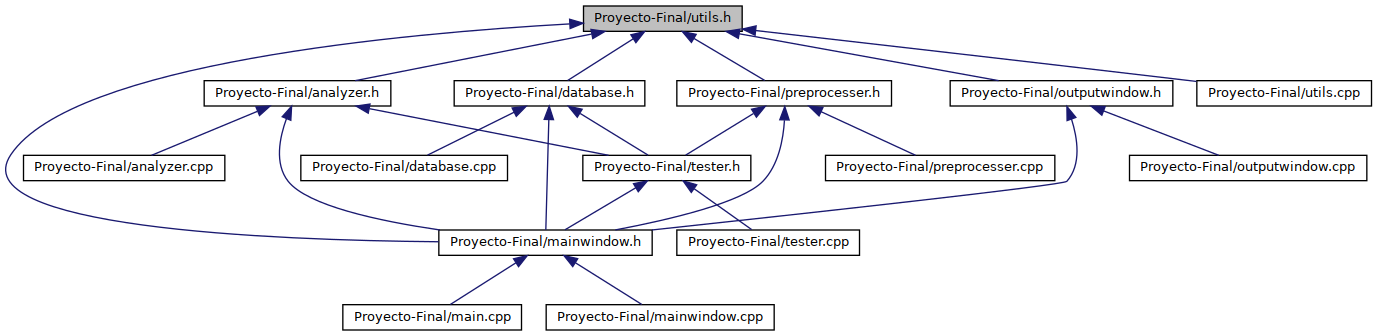 Proyecto-Final/utils.h
Proyecto-Final/analyzer.h
Proyecto-Final/database.h
Proyecto-Final/preprocesser.h
Proyecto-Final/outputwindow.h
Proyecto-Final/utils.cpp
Proyecto-Final/analyzer.cpp
Proyecto-Final/database.cpp
Proyecto-Final/tester.h
Proyecto-Final/preprocesser.cpp
Proyecto-Final/outputwindow.cpp
Proyecto-Final/mainwindow.h
Proyecto-Final/tester.cpp
Proyecto-Final/main.cpp
Proyecto-Final/mainwindow.cpp